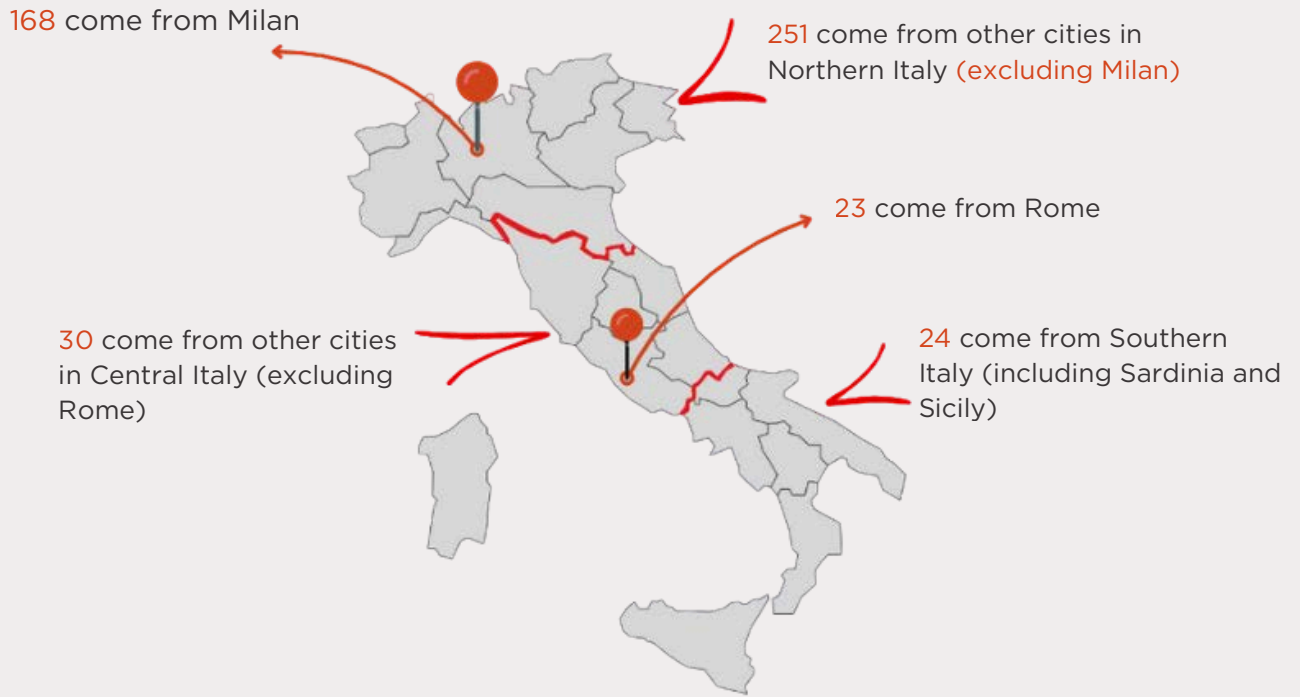 168 come from Milan
251 come from other cities in
Northern Italy (excluding Milan)
23 come from Rome
30 come from other cities
in Central Italy (excluding
Rome)
24 come from Southern
Italy (including Sardinia and
Sicily)